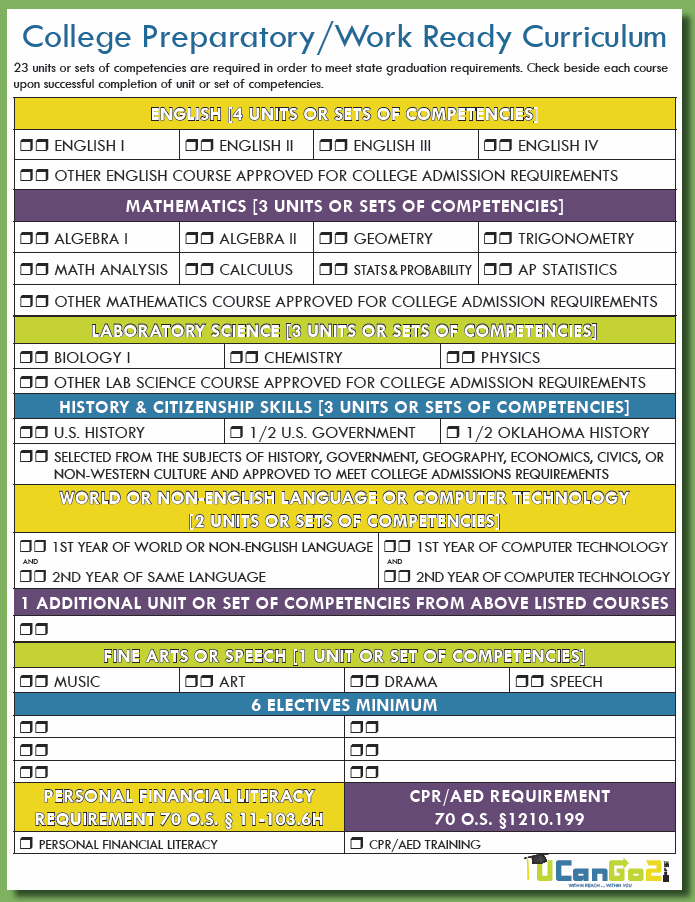 College Preparatory/Work Ready Curriculum
23 units or sets of competencies are required in order to meet state graduation requirements. Check beside each course
upon successful completion of unit or set of competencies.
ENGLISH [4 UNITS OR SETS OF COMPETENCIES]
❒❒ ENGLISH I ❒❒ ENGLISH II ❒❒ ENGLISH III ❒❒ ENGLISH IV
❒❒ OTHER ENGLISH COURSE APPROVED FOR COLLEGE ADMISSION REQUIREMENTS
MATHEMATICS [3 UNITS OR SETS OF COMPETENCIES]
❒❒ ALGEBRA I ❒❒ ALGEBRA II ❒❒ GEOMETRY ❒❒ TRIGONOMETRY
❒❒ MATH ANALYSIS ❒❒ CALCULUS ❒❒ STATS & PROBABILITY ❒❒ AP STATISTICS
❒❒ OTHER MATHEMATICS COURSE APPROVED FOR COLLEGE ADMISSION REQUIREMENTS
LABORATORY SCIENCE [3 UNITS OR SETS OF COMPETENCIES]
❒❒ BIOLOGY I ❒❒ CHEMISTRY ❒❒ PHYSICS
❒❒ OTHER LAB SCIENCE COURSE APPROVED FOR COLLEGE ADMISSION REQUIREMENTS
HISTORY & CITIZENSHIP SKILLS [3 UNITS OR SETS OF COMPETENCIES]
❒❒ U.S. HISTORY ❒ 1/2 U.S. GOVERNMENT ❒ 1/2 OKLAHOMA HISTORY
❒❒ SELECTED FROM THE SUBJECTS OF HISTORY, GOVERNMENT, GEOGRAPHY, ECONOMICS, CIVICS, OR
NON-WESTERN CULTURE AND APPROVED TO MEET COLLEGE ADMISSIONS REQUIREMENTS
WORLD OR NON-ENGLISH LANGUAGE OR COMPUTER TECHNOLOGY
[2 UNITS OR SETS OF COMPETENCIES]
❒❒ 1ST YEAR OF WORLD OR NON-ENGLISH LANGUAGE ❒❒ 1ST YEAR OF COMPUTER TECHNOLOGY
AND AND
❒❒ 2ND YEAR OF SAME LANGUAGE ❒❒ 2ND YEAR OF COMPUTER TECHNOLOGY
1 ADDITIONAL UNIT OR SET OF COMPETENCIES FROM ABOVE LISTED COURSES
❒❒
FINE ARTS OR SPEECH [1 UNIT OR SET OF COMPETENCIES]
❒❒ MUSIC ❒❒ ART ❒❒ DRAMA ❒❒ SPEECH
6 ELECTIVES MINIMUM
❒❒ ❒❒
❒❒ ❒❒
❒❒ ❒❒
PERSONAL FINANCIAL LITERACY
REQUIREMENT 70 O.S. § 11-103.6H
CPR/AED REQUIREMENT
70 O.S. §1210.199
❒ PERSONAL FINANCIAL LITERACY ❒ CPR/AED TRAINING
UCanGo2
WITHIN REACH ... WITHIN YOU